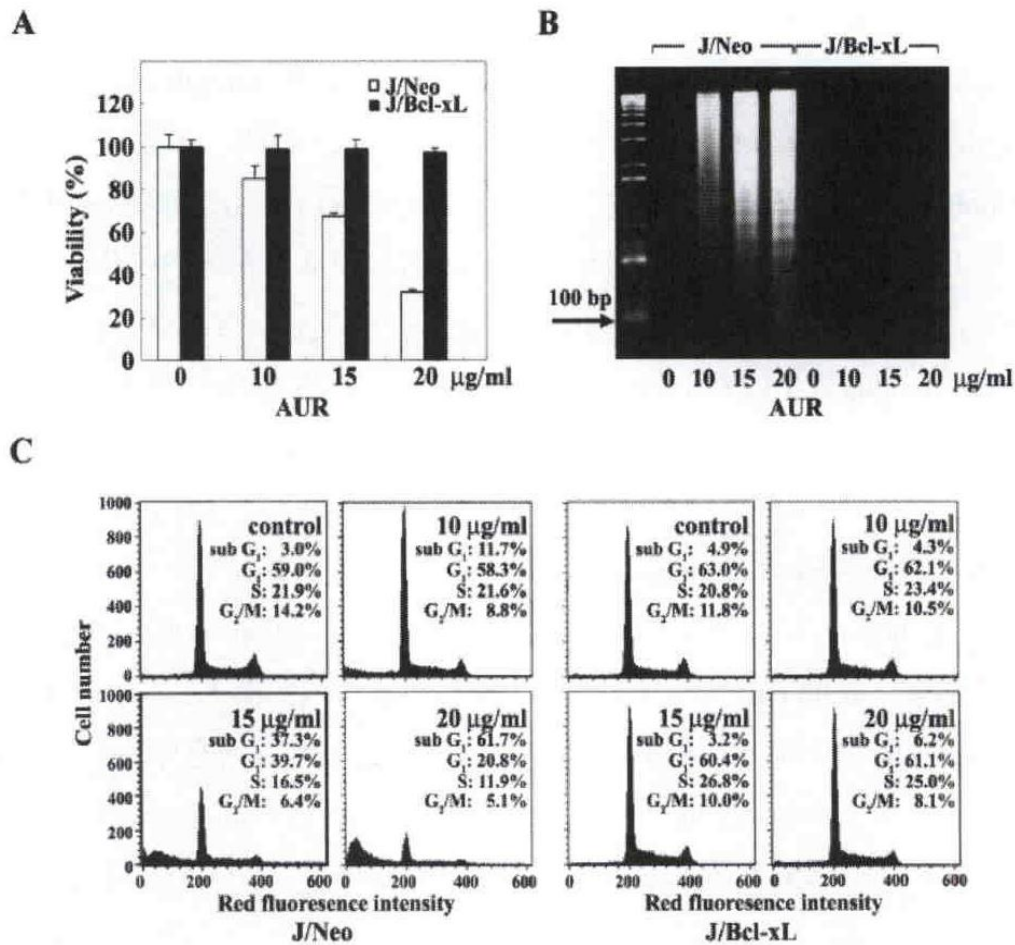 A
J/Neo
J/Bcl-xL
120
100
80
60
40
20
0
Viability (%)
0 10 15 20 μg/ml
AUR
B
J/Neo J/Bcl-xL
100 bp
0 10 15 20 0 10 15 20 μg/ml
AUR
C
Cell number
1000
800
600
400
200
0
control
sub G₁: 3.0%
G₁: 59.0%
S: 21.9%
G₂/M: 14.2%
10 μg/ml
sub G₁: 11.7%
G₁: 58.3%
S: 21.6%
G₂/M: 8.8%
control
sub G₁: 4.9%
G₁: 63.0%
S: 20.8%
G₂/M: 11.8%
10 μg/ml
sub G₁: 4.3%
G₁: 62.1%
S: 23.4%
G₂/M: 10.5%
1000
800
600
400
200
0
15 μg/ml
sub G₁: 37.3%
G₁: 39.7%
S: 16.5%
G₂/M: 6.4%
20 μg/ml
sub G₁: 61.7%
G₁: 20.8%
S: 11.9%
G₂/M: 5.1%
15 μg/ml
sub G₁: 3.2%
G₁: 60.4%
S: 26.8%
G₂/M: 10.0%
20 μg/ml
sub G₁: 6.2%
G₁: 61.1%
S: 25.0%
G₂/M: 8.1%
0 200 400 600 0 200 400 600 0 200 400 600 0 200 400 600
Red fluoresence intensity Red fluoresence intensity
J/Neo J/Bcl-xL